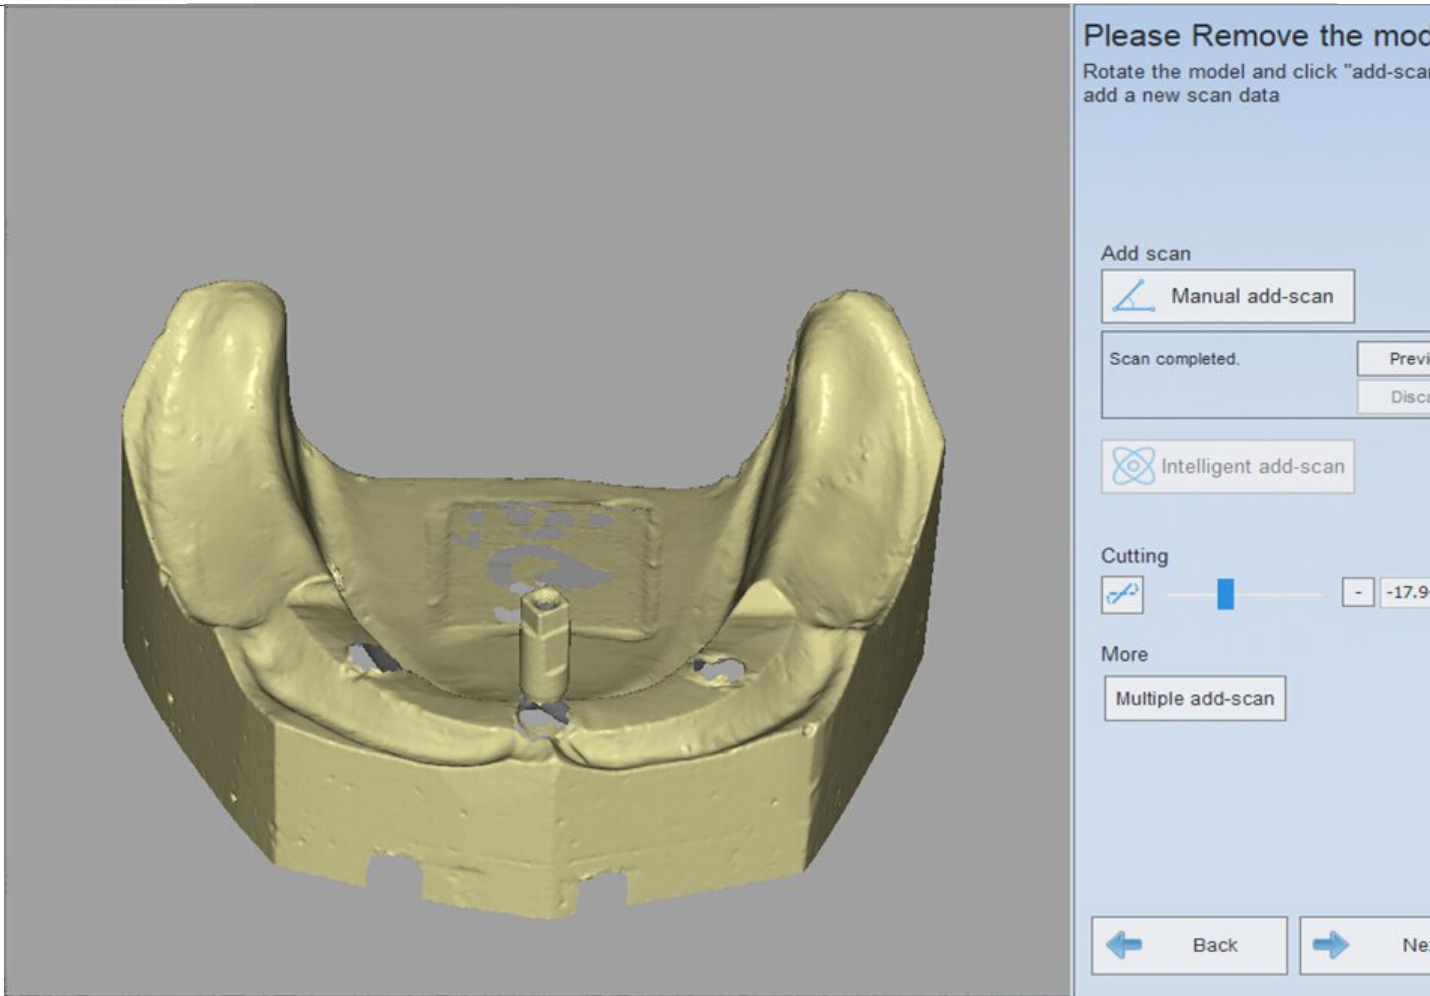 Please Remove the mod
Rotate the model and click "add-scan
add a new scan data
Add scan
Manual add-scan
Scan completed.
Previ
Disca
Intelligent add-scan
Cutting
- -17.9
More
Multiple add-scan
Back
Ne